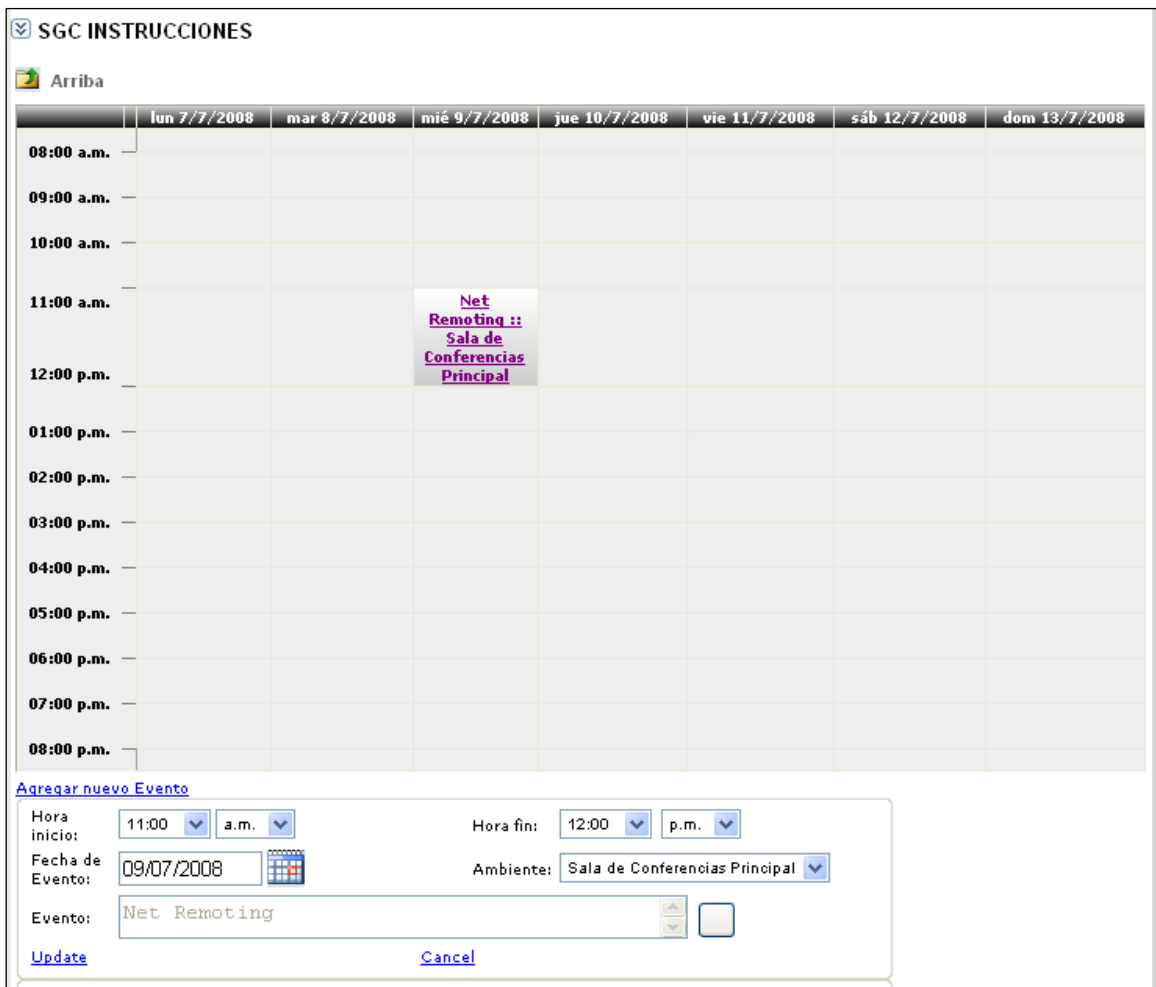 SGC INSTRUCCIONES
Arriba
lun 7/7/2008 mar 8/7/2008 mié 9/7/2008 jue 10/7/2008 vie 11/7/2008 sáb 12/7/2008 dom 13/7/2008
08:00 a.m.
09:00 a.m.
10:00 a.m.
11:00 a.m.
Net
Remoting ::
Sala de
Conferencias
Principal
12:00 p.m.
01:00 p.m.
02:00 p.m.
03:00 p.m.
04:00 p.m.
05:00 p.m.
06:00 p.m.
07:00 p.m.
08:00 p.m.
Agregar nuevo Evento
Hora
inicio: 11:00 a.m. Hora fin: 12:00 p.m.
Fecha de
Evento: 09/07/2008 Ambiente: Sala de Conferencias Principal
Evento: Net Remoting
Update Cancel